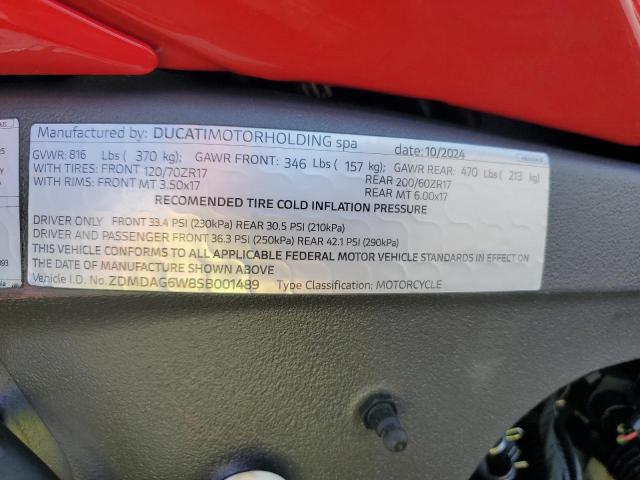 Manufactured by: DUCATIMOTORHOLDING spa date: 10/2024
GVWR: 816 Lbs ( 370 kg); GAWR FRONT: 346 Lbs ( 157 kg); GAWR REAR: 470 Lbs ( 213 kg)
WITH TIRES: FRONT 120/70ZR17 REAR 200/60ZR17
WITH RIMS: FRONT MT 3.50x17 REAR MT 6.00x17
RECOMENDED TIRE COLD INFLATION PRESSURE
DRIVER ONLY FRONT 33.4 PSI (230kPa) REAR 30.5 PSI (210kPa)
DRIVER AND PASSENGER FRONT 36.3 PSI (250kPa) REAR 42.1 PSI (290kPa)
THIS VEHICLE CONFORMS TO ALL APPLICABLE FEDERAL MOTOR VEHICLE STANDARDS IN EFFECT ON
THE DATE OF MANUFACTURE SHOWN ABOVE
Vehicle I.D. No. ZDMDAG6W8SB001489 Type Classification: MOTORCYCLE